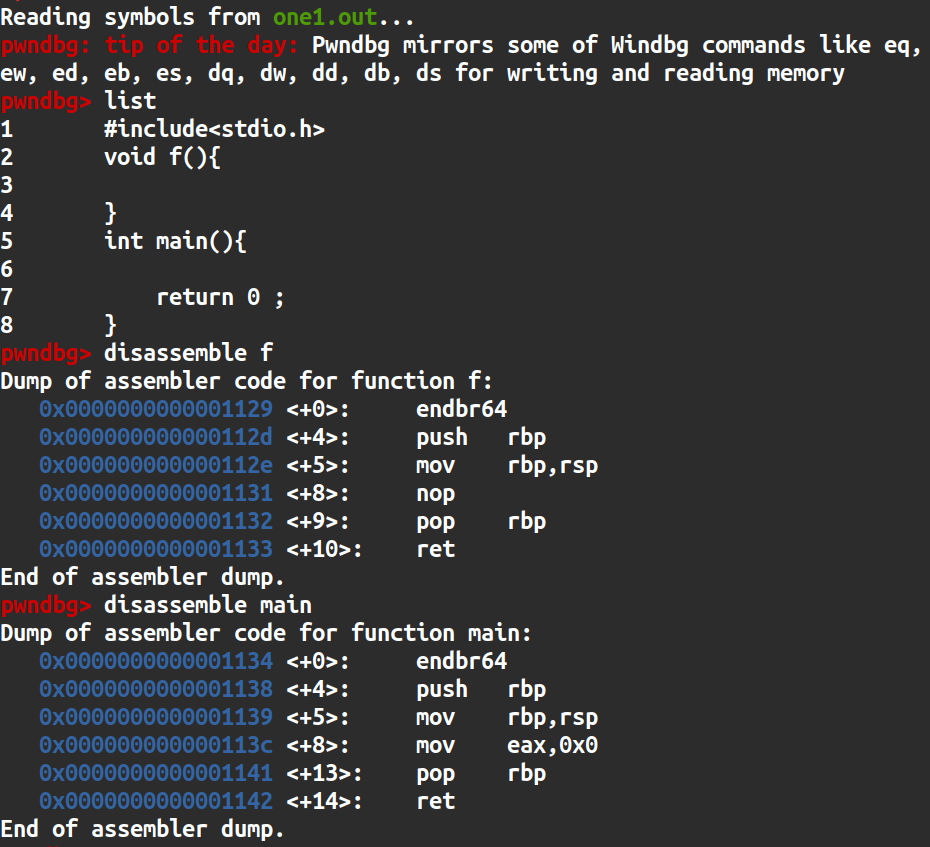 Reading symbols from one1.out...
pwndbg: tip of the day: Pwndbg mirrors some of Windbg commands like eq,
ew, ed, eb, es, dq, dw, dd, db, ds for writing and reading memory
pwndbg> list
1       #include<stdio.h>
2       void f(){
3
4       }
5       int main(){
6
7           return 0 ;
8       }
pwndbg> disassemble f
Dump of assembler code for function f:
   0x0000000000001129 <+0>:     endbr64
   0x000000000000112d <+4>:     push   rbp
   0x000000000000112e <+5>:     mov    rbp,rsp
   0x0000000000001131 <+8>:     nop
   0x0000000000001132 <+9>:     pop    rbp
   0x0000000000001133 <+10>:    ret
End of assembler dump.
pwndbg> disassemble main
Dump of assembler code for function main:
   0x0000000000001134 <+0>:     endbr64
   0x0000000000001138 <+4>:     push   rbp
   0x0000000000001139 <+5>:     mov    rbp,rsp
   0x000000000000113c <+8>:     mov    eax,0x0
   0x0000000000001141 <+13>:    pop    rbp
   0x0000000000001142 <+14>:    ret
End of assembler dump.